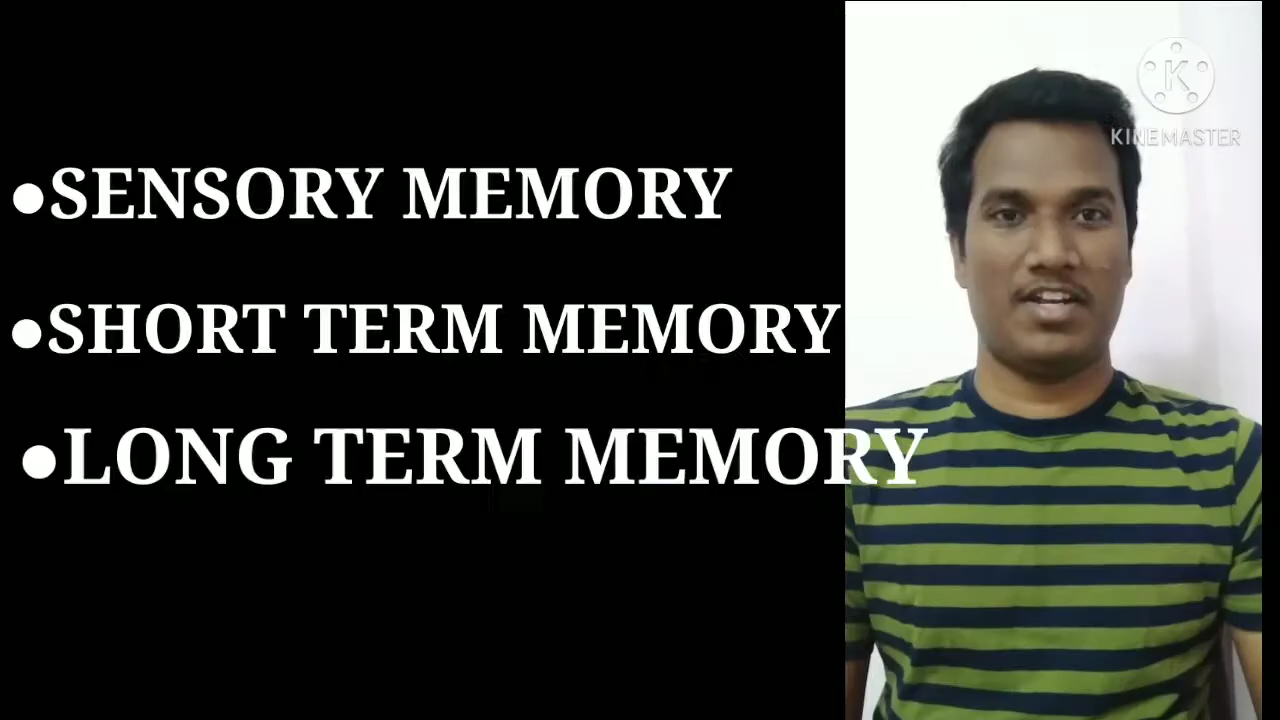 ●SENSORY MEMORY
●SHORT TERM MEMORY
●LONG TERM MEMORY
K
KINEMASTER